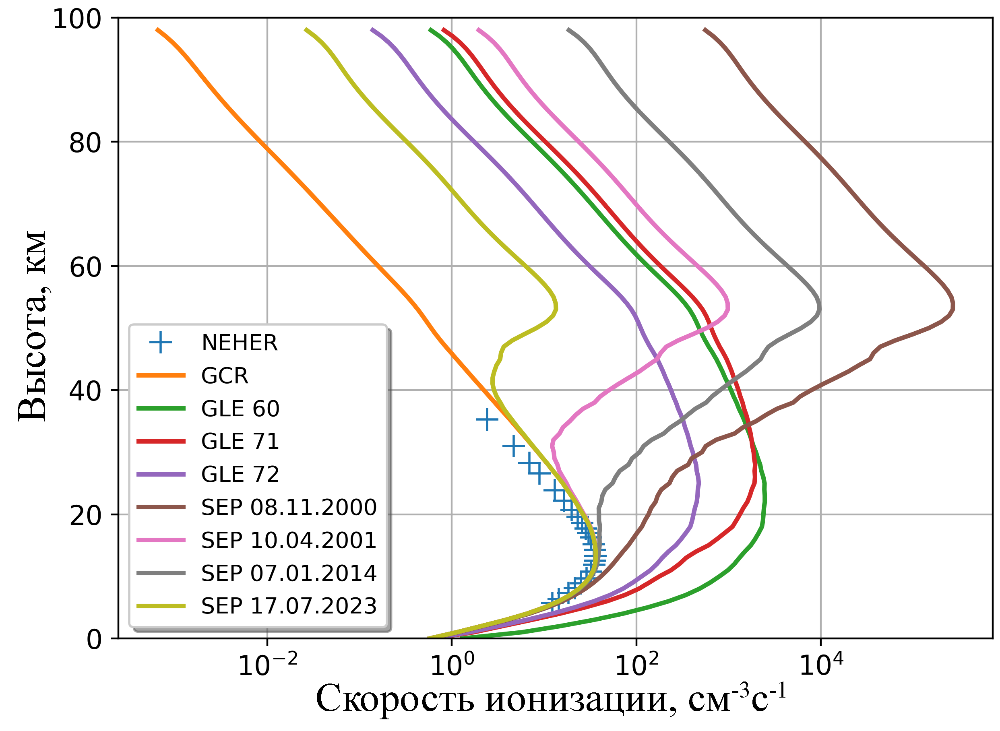 100
80
60
40
20
0
Высота, км
NEHER
GCR
GLE 60
GLE 71
GLE 72
SEP 08.11.2000
SEP 10.04.2001
SEP 07.01.2014
SEP 17.07.2023
10⁻² 10⁰ 10² 10⁴
Скорость ионизации, см⁻³с⁻¹